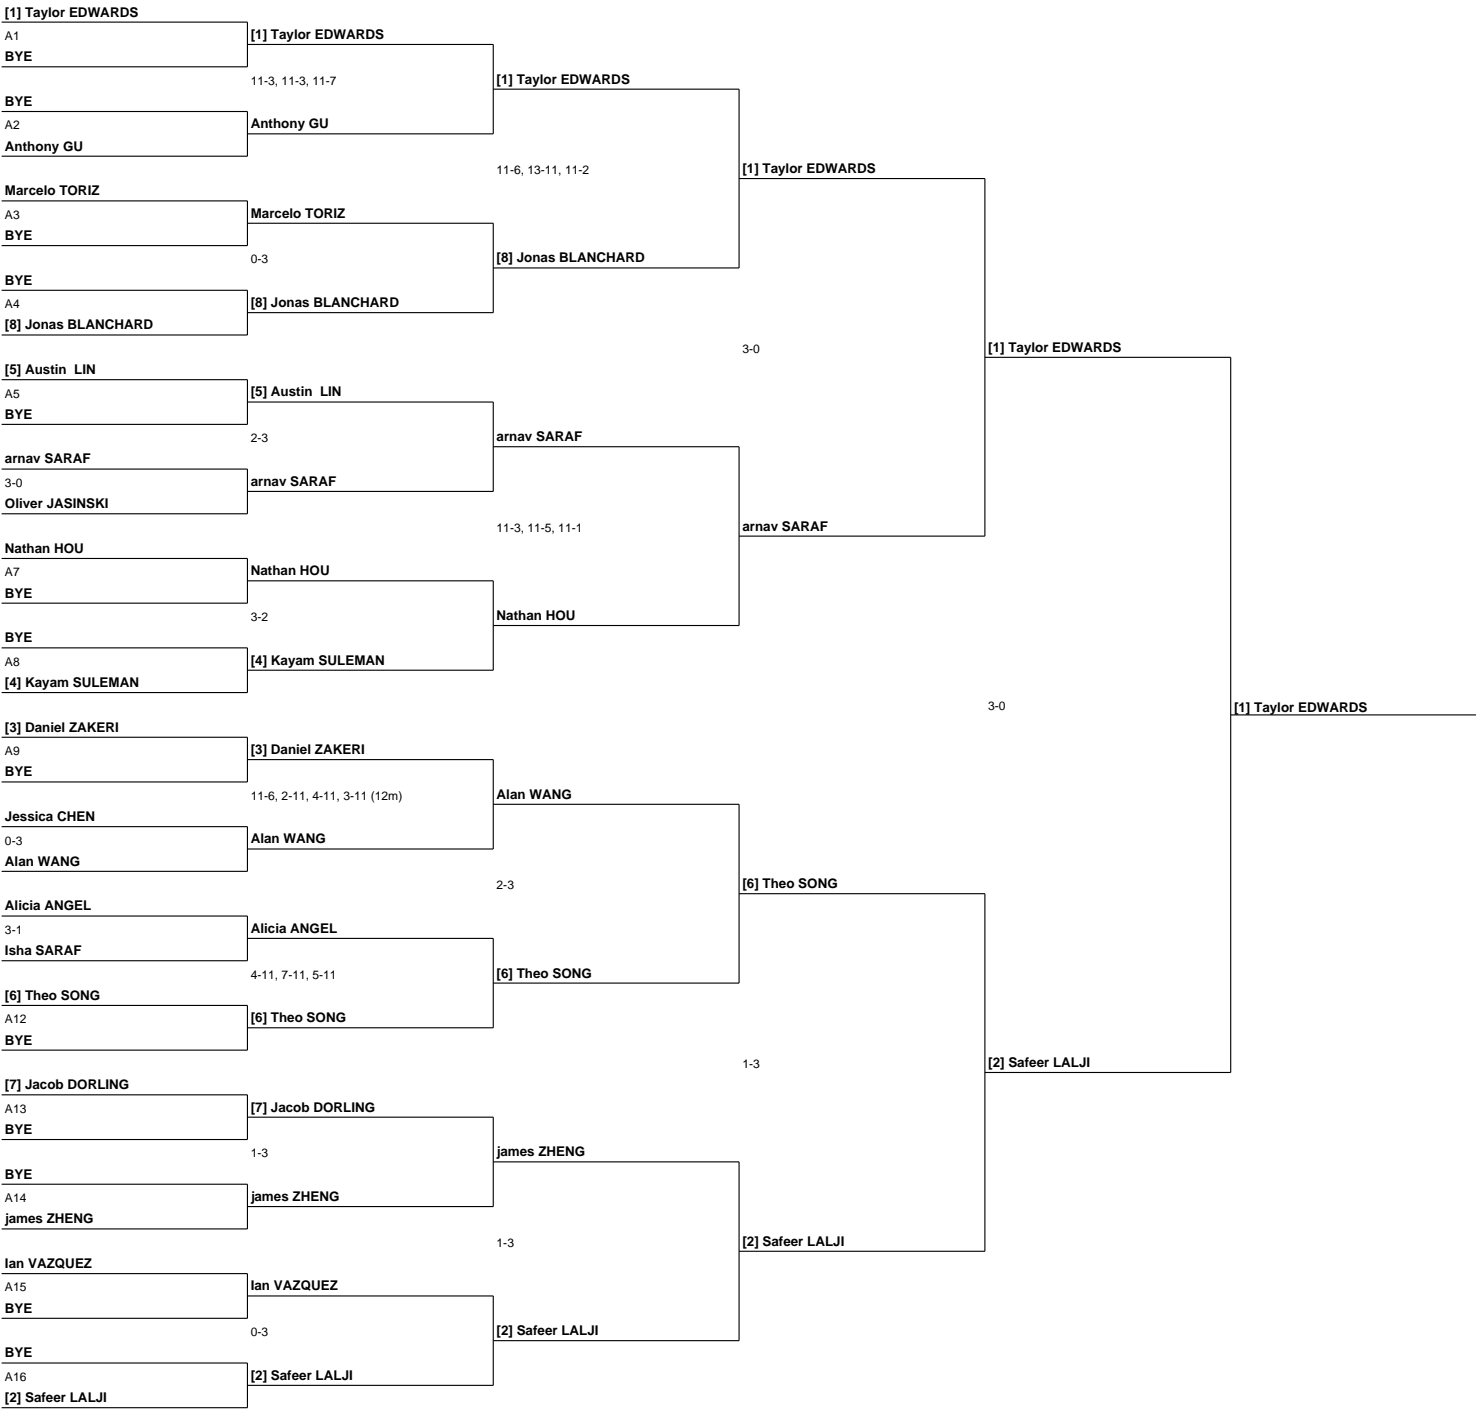 [1] Taylor EDWARDS
A1
BYE
BYE
A2
Anthony GU
Marcelo TORIZ
A3
BYE
BYE
A4
[8] Jonas BLANCHARD
[5] Austin  LIN
A5
BYE
arnav SARAF
3-0
Oliver JASINSKI
Nathan HOU
A7
BYE
BYE
A8
[4] Kayam SULEMAN
[3] Daniel ZAKERI
A9
BYE
Jessica CHEN
0-3
Alan WANG
Alicia ANGEL
3-1
Isha SARAF
[6] Theo SONG
A12
BYE
[7] Jacob DORLING
A13
BYE
BYE
A14
james ZHENG
Ian VAZQUEZ
A15
BYE
BYE
A16
[2] Safeer LALJI
[1] Taylor EDWARDS
11-3, 11-3, 11-7
Anthony GU
Marcelo TORIZ
0-3
[8] Jonas BLANCHARD
[5] Austin  LIN
2-3
arnav SARAF
Nathan HOU
3-2
[4] Kayam SULEMAN
[3] Daniel ZAKERI
11-6, 2-11, 4-11, 3-11 (12m)
Alan WANG
Alicia ANGEL
4-11, 7-11, 5-11
[6] Theo SONG
[7] Jacob DORLING
1-3
james ZHENG
Ian VAZQUEZ
0-3
[2] Safeer LALJI
[1] Taylor EDWARDS
11-6, 13-11, 11-2
[8] Jonas BLANCHARD
arnav SARAF
11-3, 11-5, 11-1
Nathan HOU
Alan WANG
2-3
[6] Theo SONG
james ZHENG
1-3
[2] Safeer LALJI
[1] Taylor EDWARDS
3-0
arnav SARAF
[6] Theo SONG
1-3
[2] Safeer LALJI
[1] Taylor EDWARDS
3-0
[2] Safeer LALJI
[1] Taylor EDWARDS